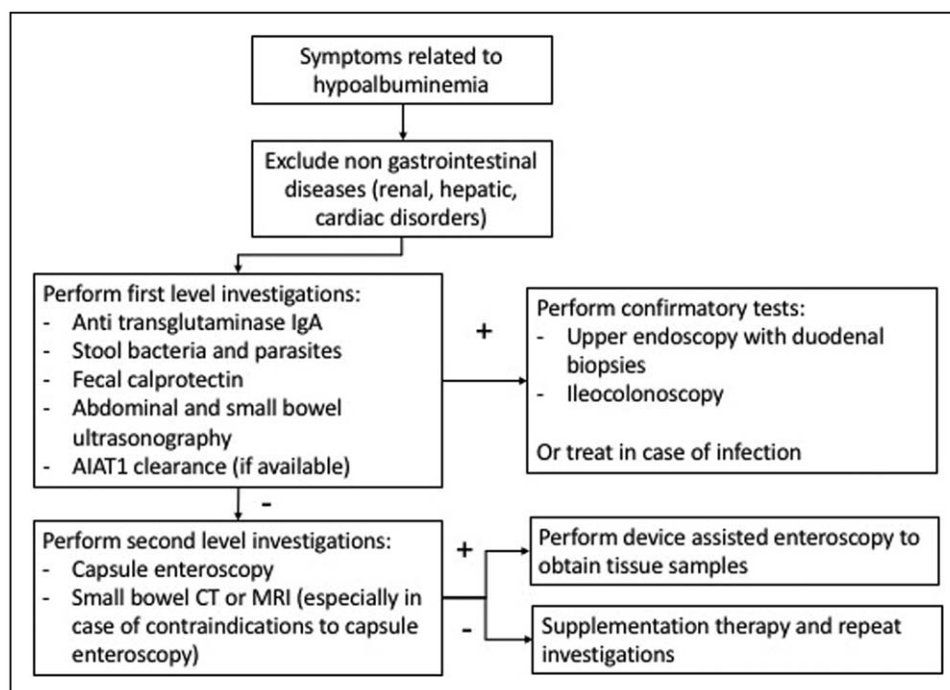 Symptoms related to
hypoalbuminemia
Exclude non gastrointestinal
diseases (renal, hepatic,
cardiac disorders)
Perform first level investigations:
- Anti transglutaminase IgA
- Stool bacteria and parasites
- Fecal calprotectin
- Abdominal and small bowel
ultrasonography
- AIAT1 clearance (if available)
+
Perform confirmatory tests:
- Upper endoscopy with duodenal
biopsies
- Ileocolonoscopy
Or treat in case of infection
-
Perform second level investigations:
- Capsule enteroscopy
- Small bowel CT or MRI (especially in
case of contraindications to capsule
enteroscopy)
+
Perform device assisted enteroscopy to
obtain tissue samples
-
Supplementation therapy and repeat
investigations